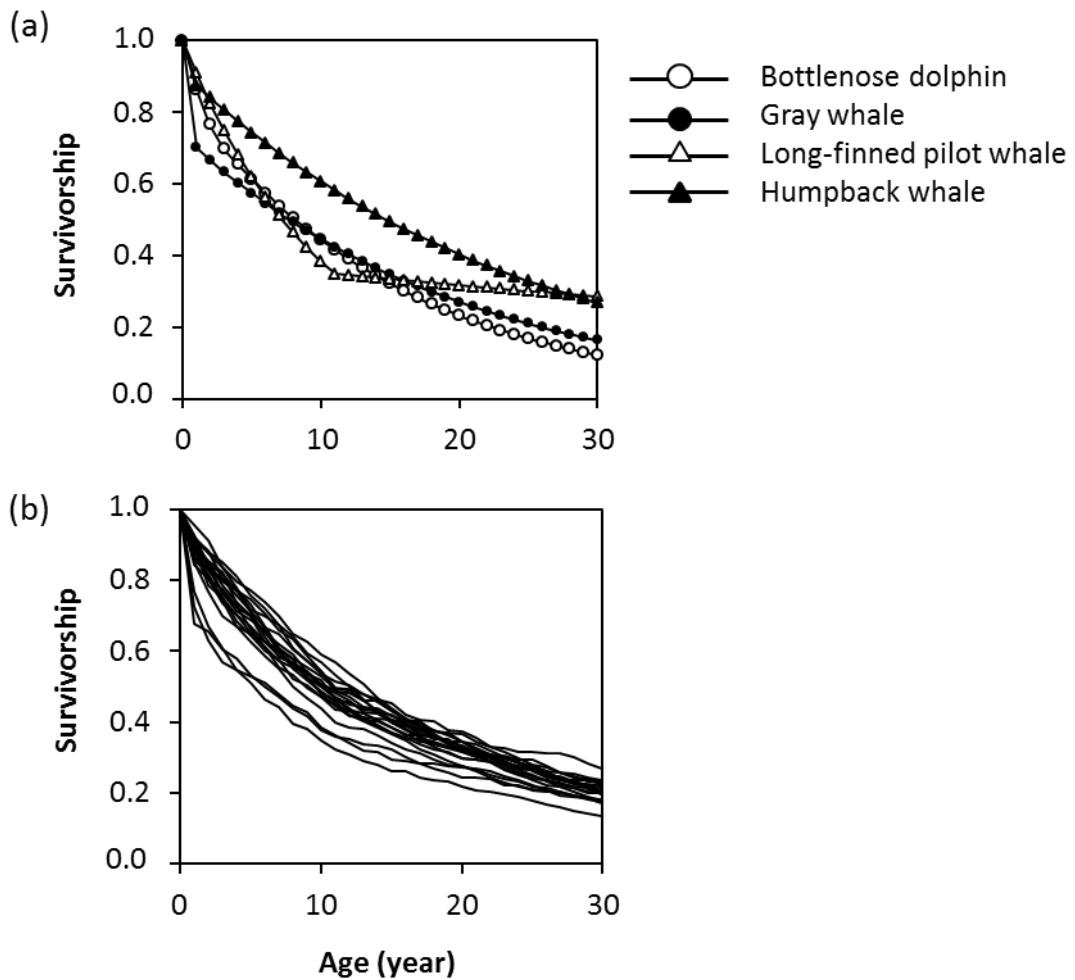 (a)
1.0
0.8
0.6
0.4
0.2
0.0
Survivorship
0 10 20 30
Bottlenose dolphin
Gray whale
Long-finned pilot whale
Humpback whale
(b)
1.0
0.8
0.6
0.4
0.2
0.0
Survivorship
0 10 20 30
Age (year)